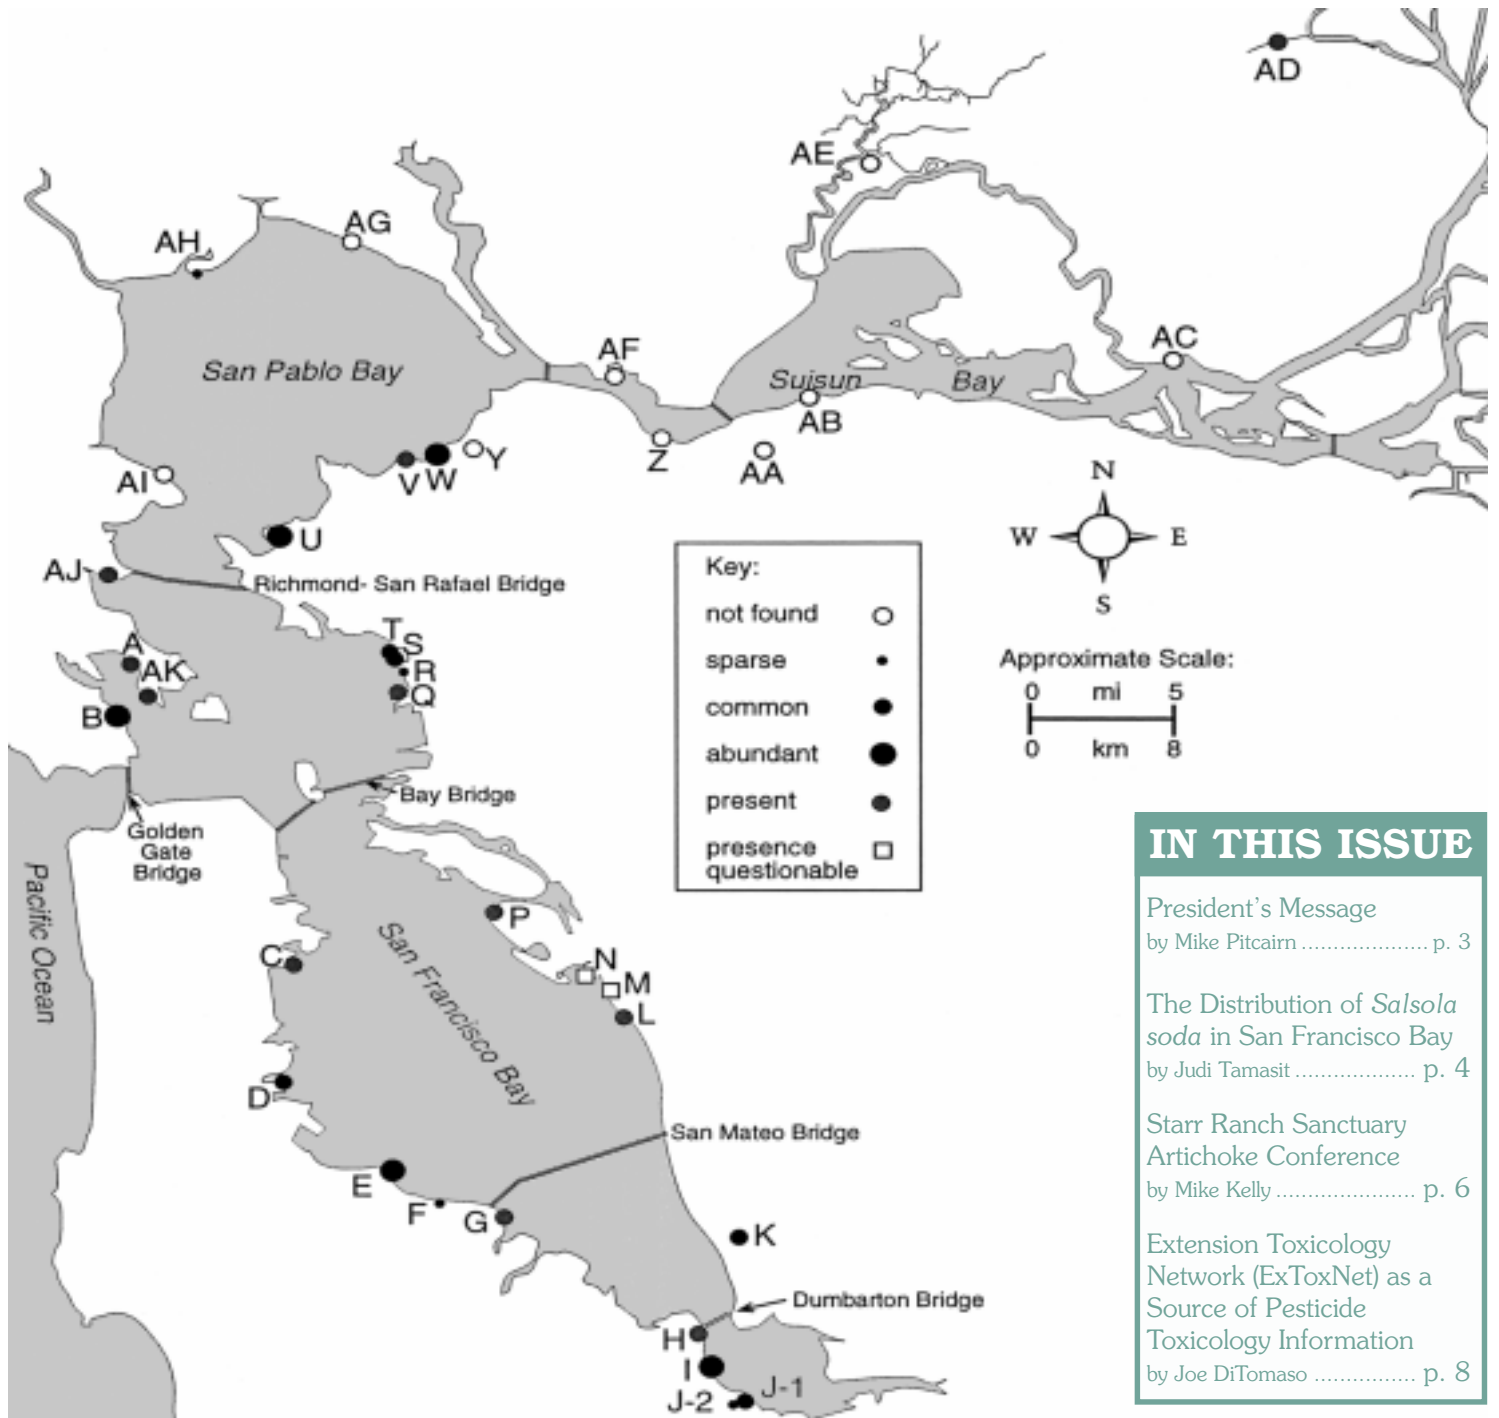 AD
AE
AG
AH
AF
AC
San Pablo Bay
Suisun Bay
AB
Y
Z
AA
V W
AI
N
W E
S
U
Key:
not found
sparse
common
abundant
present
presence
questionable
AJ
Richmond- San Rafael Bridge
T
S
R
Q
A
AK
B
Approximate Scale:
0 mi 5
0 km 8
Bay Bridge
Golden
Gate
Bridge
Pacific Ocean
P
San Francisco Bay
C
N
M
L
D
San Mateo Bridge
E
F
G
K
Dumbarton Bridge
H
I
J-1
J-2
IN THIS ISSUE
President's Message
by Mike Pitcairn .................... p. 3
The Distribution of Salsola
soda in San Francisco Bay
by Judi Tamasit ................... p. 4
Starr Ranch Sanctuary
Artichoke Conference
by Mike Kelly ...................... p. 6
Extension Toxicology
Network (ExToxNet) as a
Source of Pesticide
Toxicology Information
by Joe DiTomaso ................ p. 8